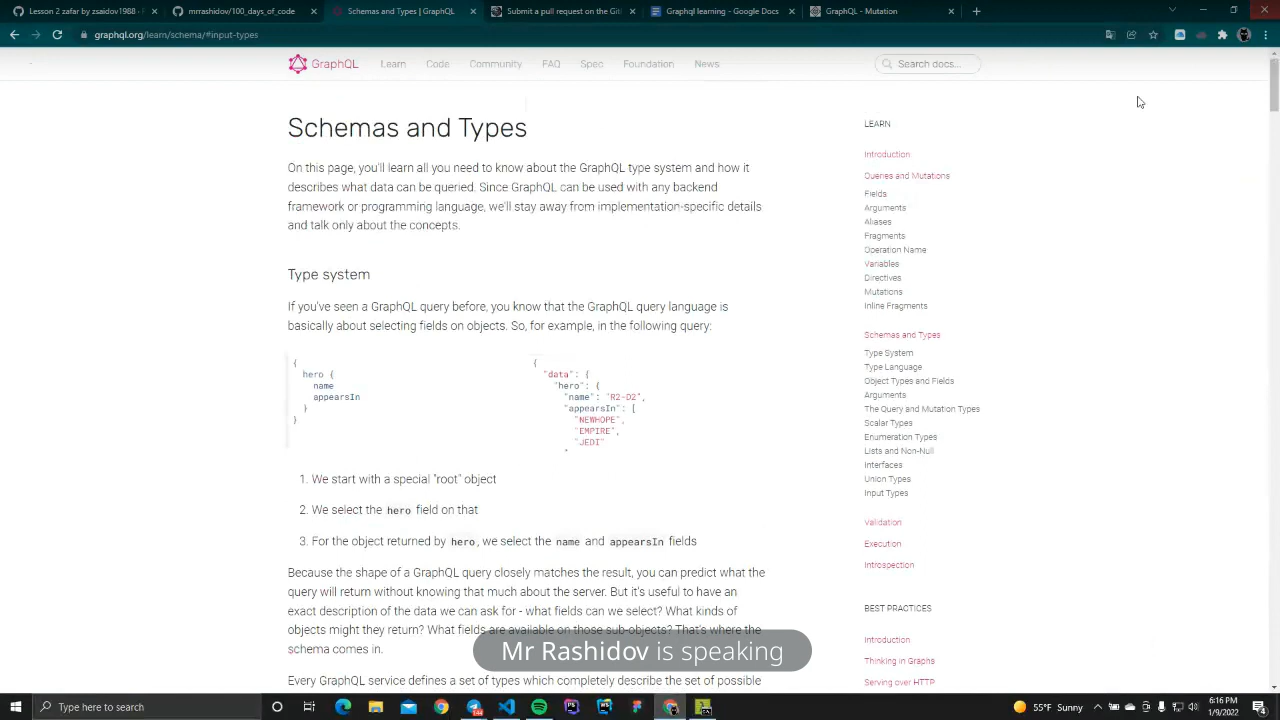 Lesson 2 zafar by zsaidov1987-8
mrrashidov/100_days_of_code
Schemas and Types | GraphQL
Submit a pull request on the Git
Graphql learning - Google Docs
GraphQL - Mutation
graphql.org/learn/schema/#input-types
GraphQL
Learn
Code
Community
FAQ
Spec
Foundation
News
Search docs...
Schemas and Types
On this page, you'll learn all you need to know about the GraphQL type system and how it
describes what data can be queried. Since GraphQL can be used with any backend
framework or programming language, we'll stay away from implementation-specific details
and talk only about the concepts.
Type system
If you've seen a GraphQL query before, you know that the GraphQL query language is
basically about selecting fields on objects. So, for example, in the following query:
{
hero {
name
appearsIn
}
}
{
"data": {
"hero": {
"name": "R2-D2",
"appearsIn": [
"NEWHOPE",
"EMPIRE",
"JEDI"
1. We start with a special "root" object
2. We select the hero field on that
3. For the object returned by hero, we select the name and appearsIn fields
Because the shape of a GraphQL query closely matches the result, you can predict what the
query will return without knowing that much about the server. But it's useful to have an
exact description of the data we can ask for - what fields can we select? What kinds of
objects might they return? What fields are available on those sub-objects? That's where the
schema comes in.
Every GraphQL service defines a set of types which completely describe the set of possible
LEARN
Introduction
Queries and Mutations
Fields
Arguments
Aliases
Fragments
Operation Name
Variables
Directives
Mutations
Inline Fragments
Schemas and Types
Type System
Type Language
Object Types and Fields
Arguments
The Query and Mutation Types
Scalar Types
Enumeration Types
Lists and Non-Null
Interfaces
Union Types
Input Types
Validation
Execution
Introspection
BEST PRACTICES
Introduction
Thinking in Graphs
Serving over HTTP
Mr Rashidov is speaking
Type here to search
55°F Sunny
6:16 PM
1/9/2022